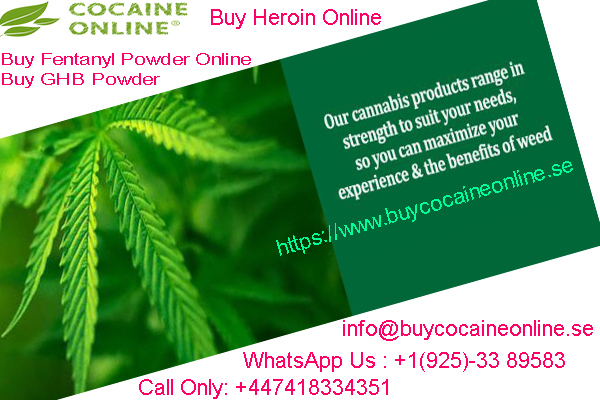 COCAINE
ONLINE®
Buy Heroin Online
Buy Fentanyl Powder Online
Buy GHB Powder
Our cannabis products range in
strength to suit your needs,
so you can maximize your
experience & the benefits of weed
https://www.buycocaineonline.se
info@buycocaineonline.se
WhatsApp Us : +1(925)-33 89583
Call Only: +447418334351